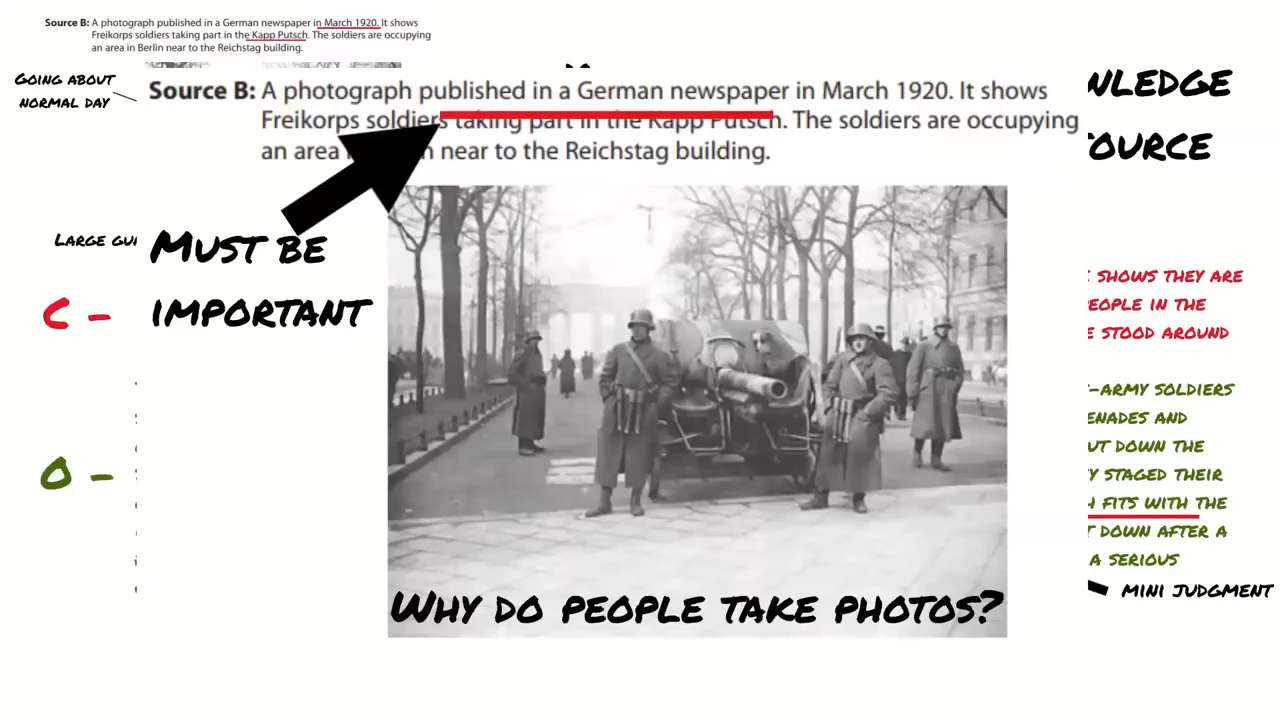 Source B: A photograph published in a German newspaper in March 1920. It shows
Freikorps soldiers taking part in the Kapp Putsch. The soldiers are occupying
an area in Berlin near to the Reichstag building.
Going about
normal day
Source B: A photograph published in a German newspaper in March 1920. It shows
Freikorps soldiers taking part in the Kapp Putsch. The soldiers are occupying
an area near to the Reichstag building.
Must be
important
Large gu
C -
O -
Why do people take photos?
WLEDGE
OURCE
shows they are
eople in the
e stood around
-army soldiers
enades and
ut down the
y staged their
h fits with the
t down after a
a serious
mini judgment